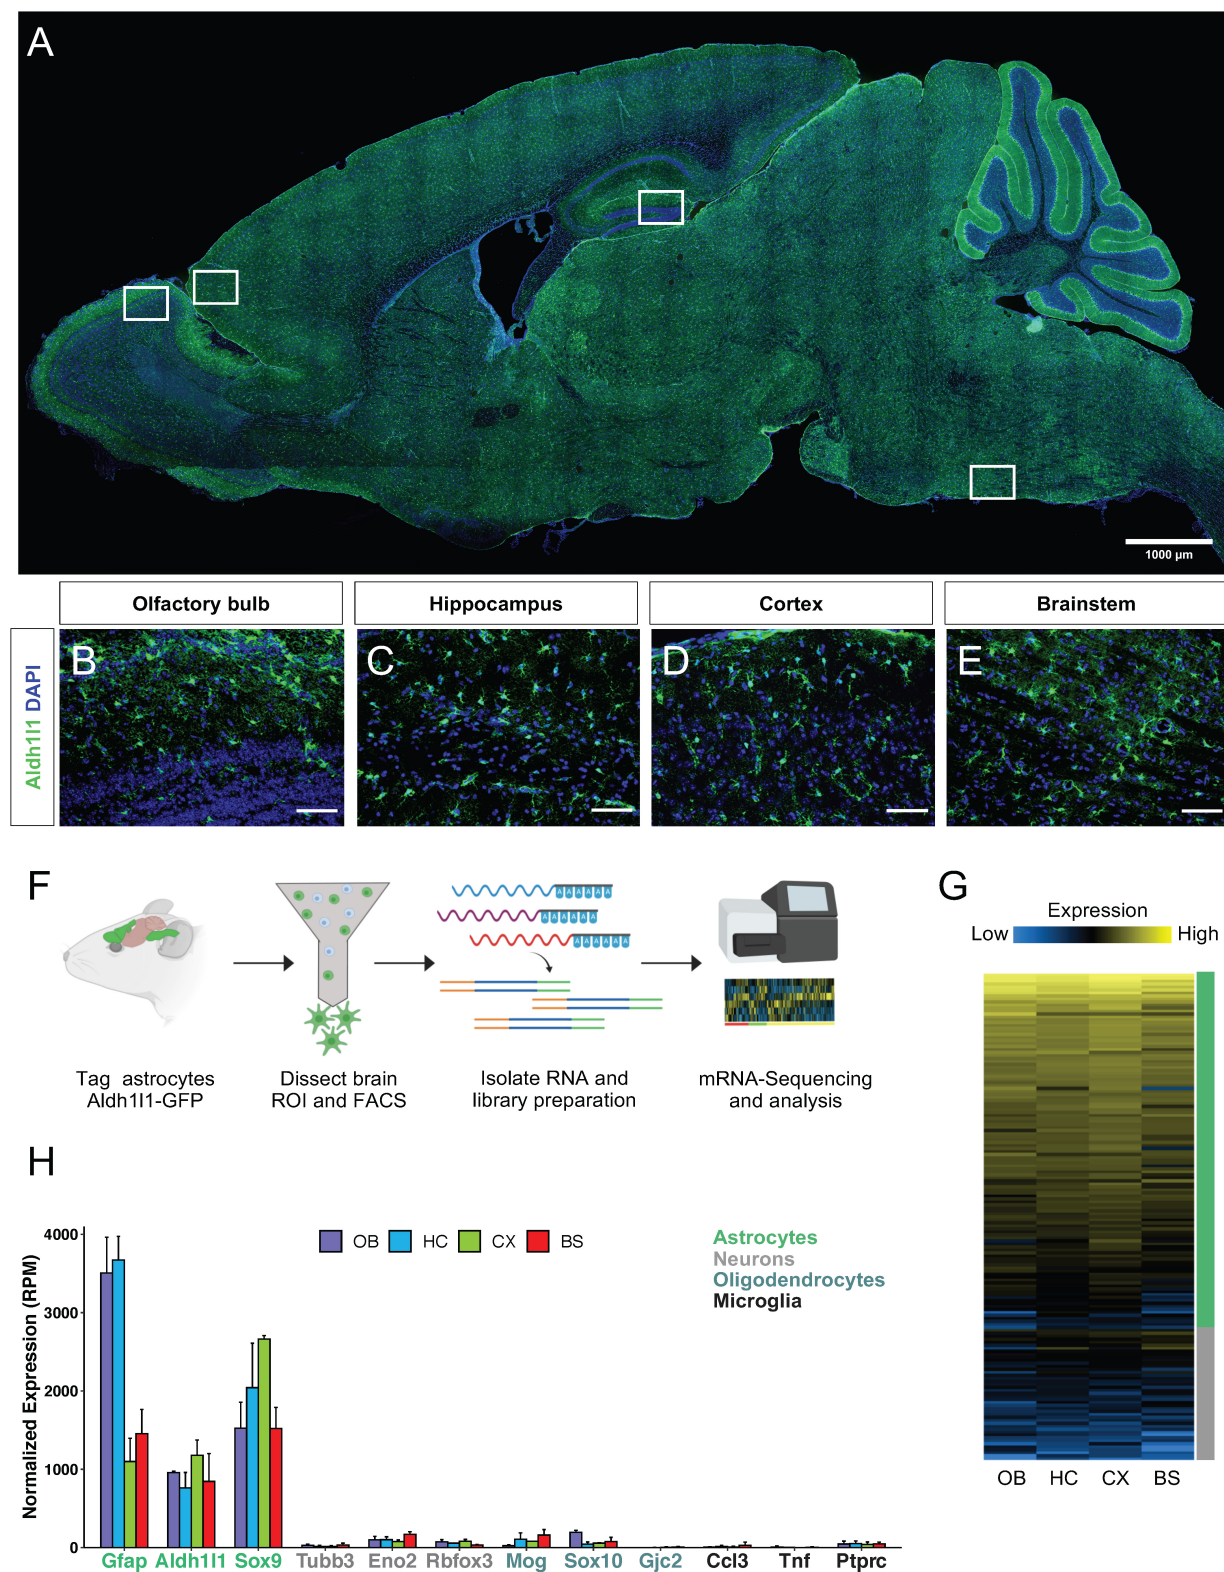 A
1000 µm
Olfactory bulb
Hippocampus
Cortex
Brainstem
Aldh1l1 DAPI
B
C
D
E
F
A A A A A A
A A A A A A
A A A A A A
Tag astrocytes
Aldh1l1-GFP
Dissect brain
ROI and FACS
Isolate RNA and
library preparation
mRNA-Sequencing
and analysis
G
Expression
Low
High
OB HC CX BS
H
Normalized Expression (RPM)
4000
3000
2000
1000
0
OB HC CX BS
Astrocytes
Neurons
Oligodendrocytes
Microglia
Gfap Aldh1l1 Sox9 Tubb3 Eno2 Rbfox3 Mog Sox10 Gjc2 Ccl3 Tnf Ptprc